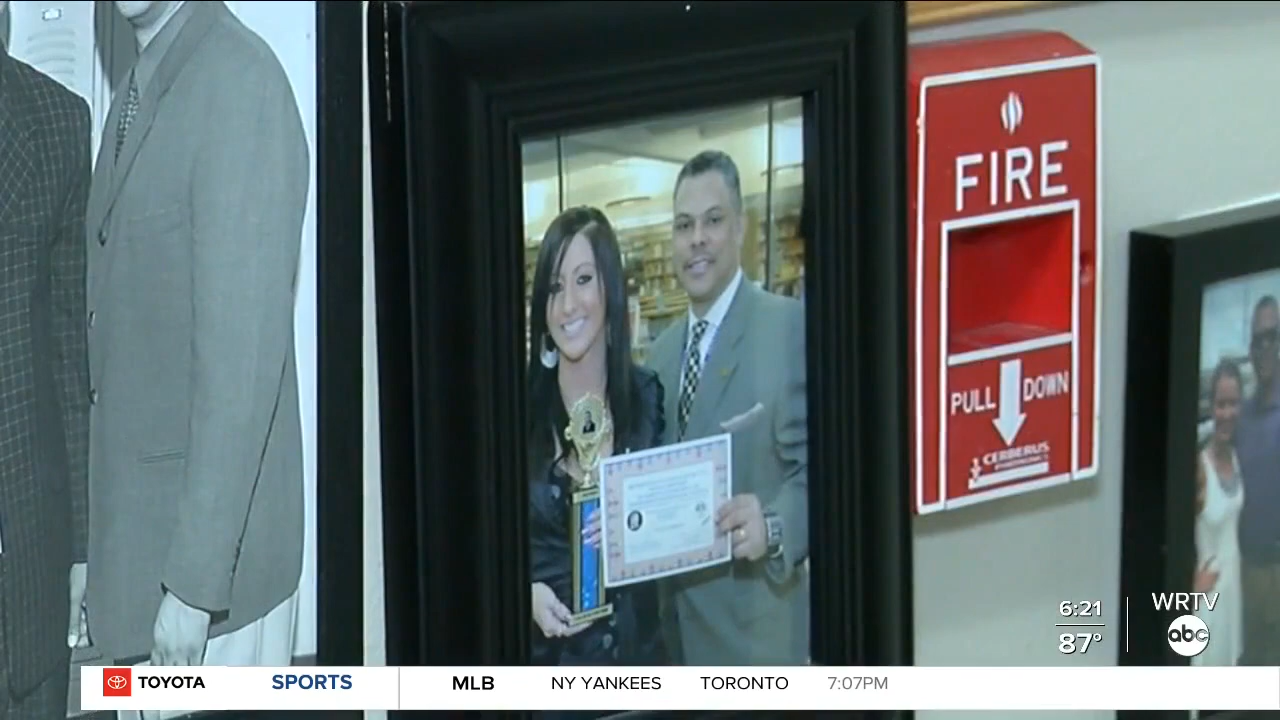 FIRE
PULL DOWN
CERBERUS
6:21
87°
WRTV
abc
TOYOTA SPORTS MLB NY YANKEES TORONTO 7:07PM